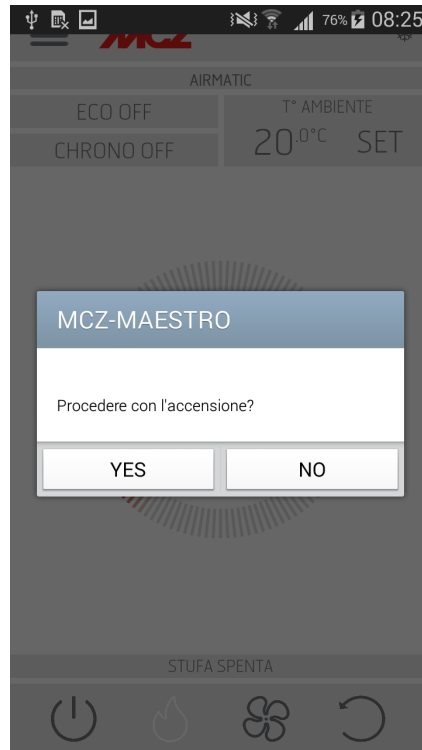 76% 08:25
MCZ
AIRMATIC
ECO OFF
T° AMBIENTE
CHRONO OFF
20.0°C SET
MCZ-MAESTRO
Procedere con l'accensione?
YES NO
STUFA SPENTA